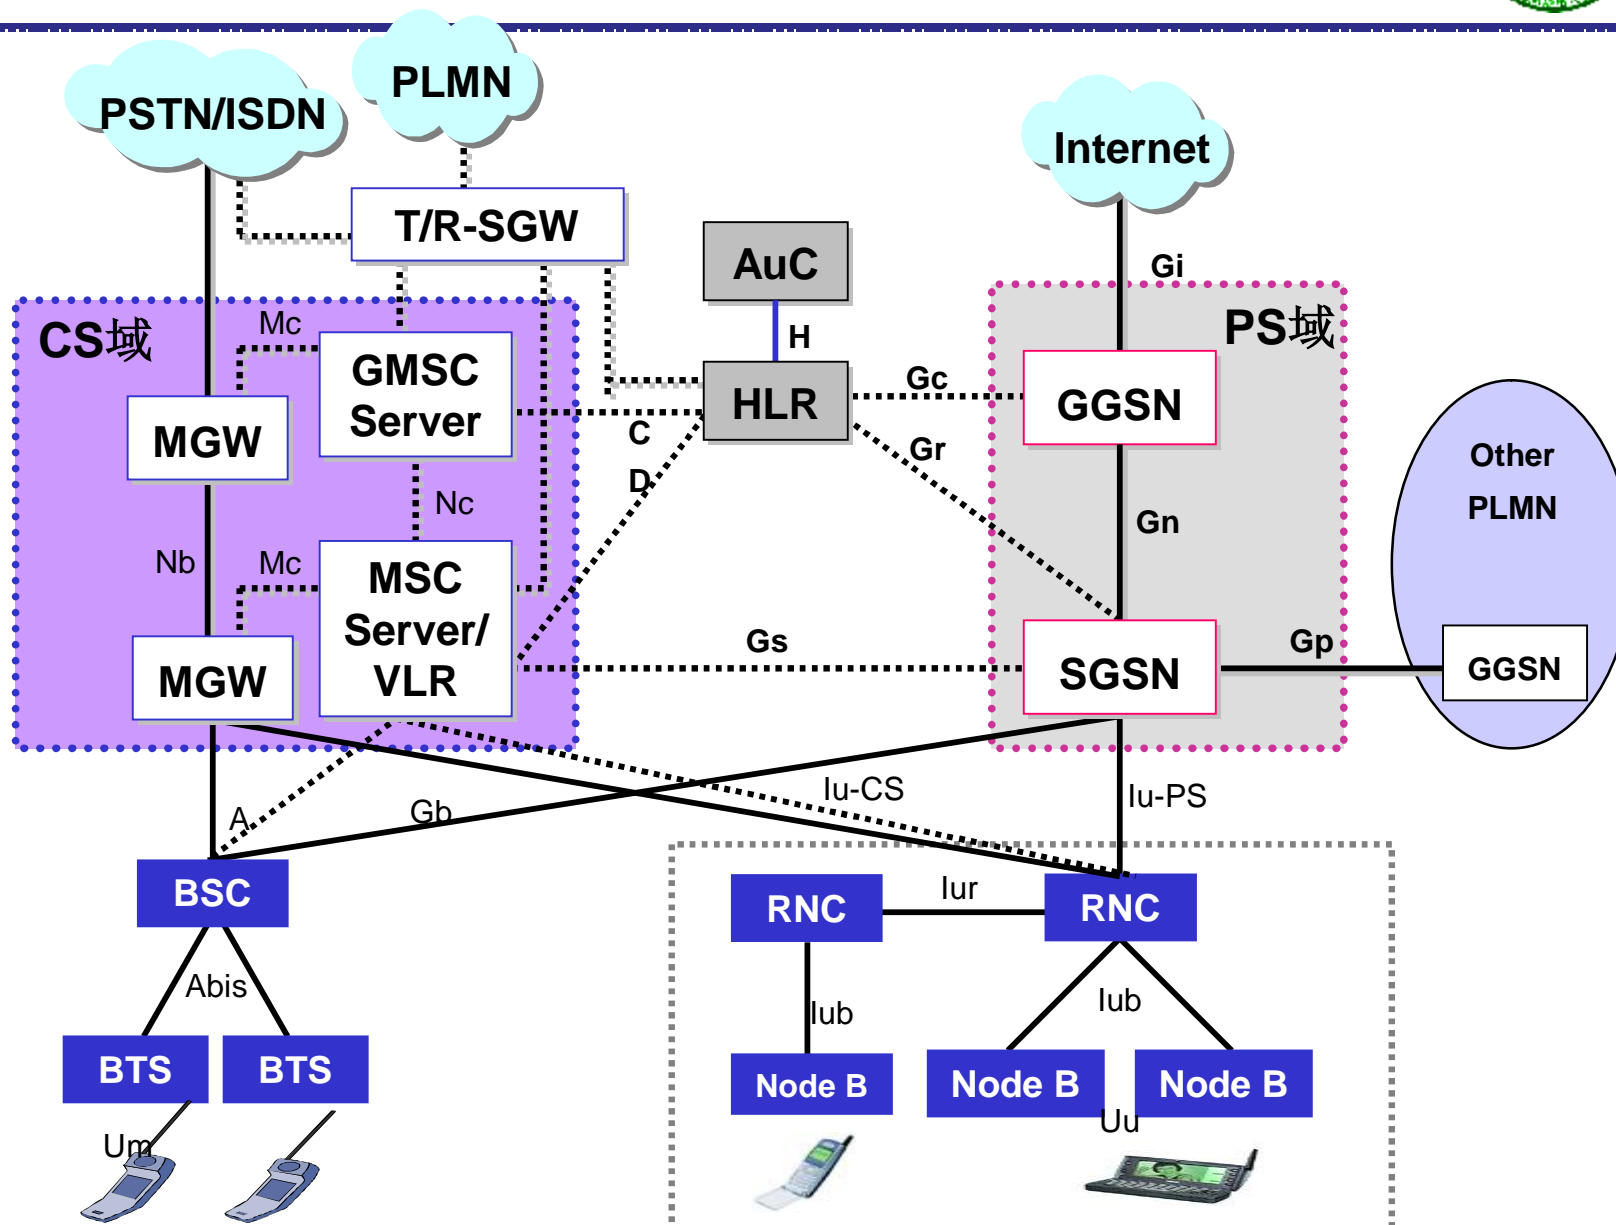 PLMN
PSTN/ISDN
Internet
T/R-SGW
AuC
Gi
CS域
Mc
GMSC
Server
H
PS域
HLR
Gc
GGSN
MGW
C
Gr
D
Other
PLMN
Nc
Gn
Nb
Mc
MSC
Server/
VLR
Gs
Gp
MGW
SGSN
GGSN
A
Gb
Iu-CS
Iu-PS
BSC
RNC
Iur
RNC
Abis
Iub
Iub
BTS
BTS
Node B
Node B
Node B
Um
Uu